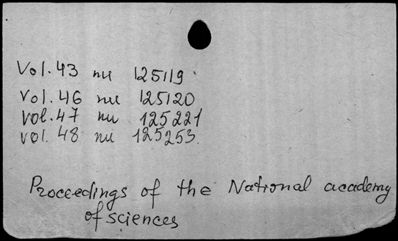 Vol. 43 nu 125119
Vol. 46 nu 125120
Vol. 47 nu 125221
Vol. 48 nu 125253.
Proceedings of the National academy
of sciences